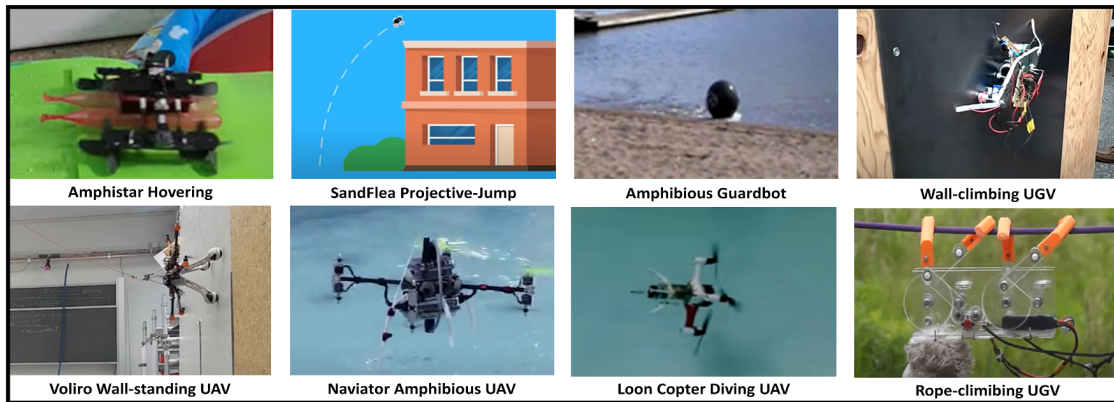 Amphistar Hovering
SandFlea Projective-Jump
Amphibious Guardbot
Wall-climbing UGV
Voliro Wall-standing UAV
Naviator Amphibious UAV
Loon Copter Diving UAV
Rope-climibing UGV